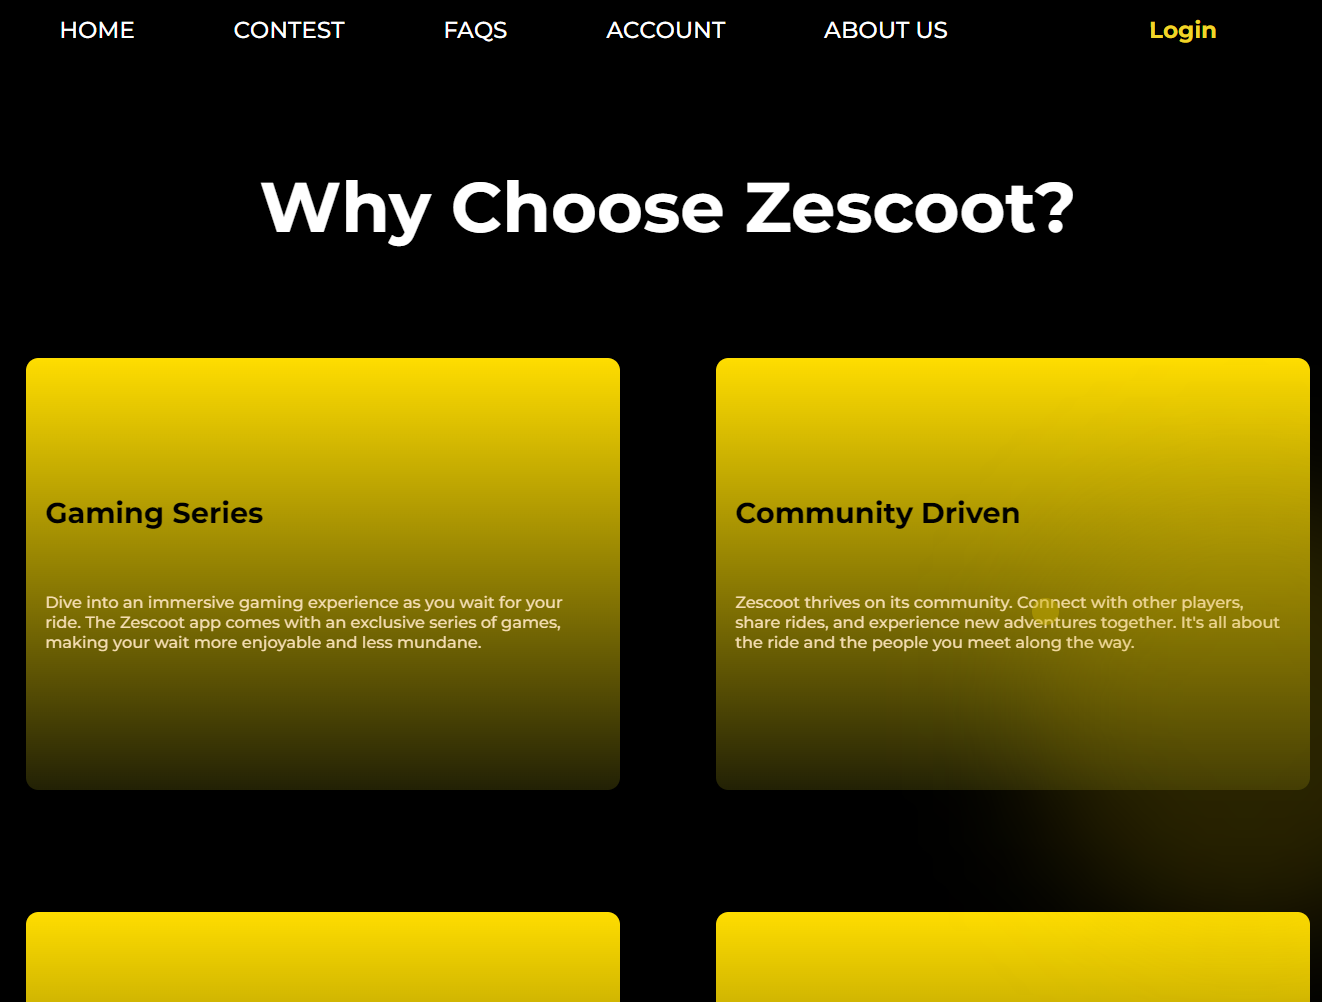 HOME CONTEST FAQS ACCOUNT ABOUT US Login
Why Choose Zescoot?
Gaming Series
Dive into an immersive gaming experience as you wait for your
ride. The Zescoot app comes with an exclusive series of games,
making your wait more enjoyable and less mundane.
Community Driven
Zescoot thrives on its community. Connect with other players,
share rides, and experience new adventures together. It's all about
the ride and the people you meet along the way.